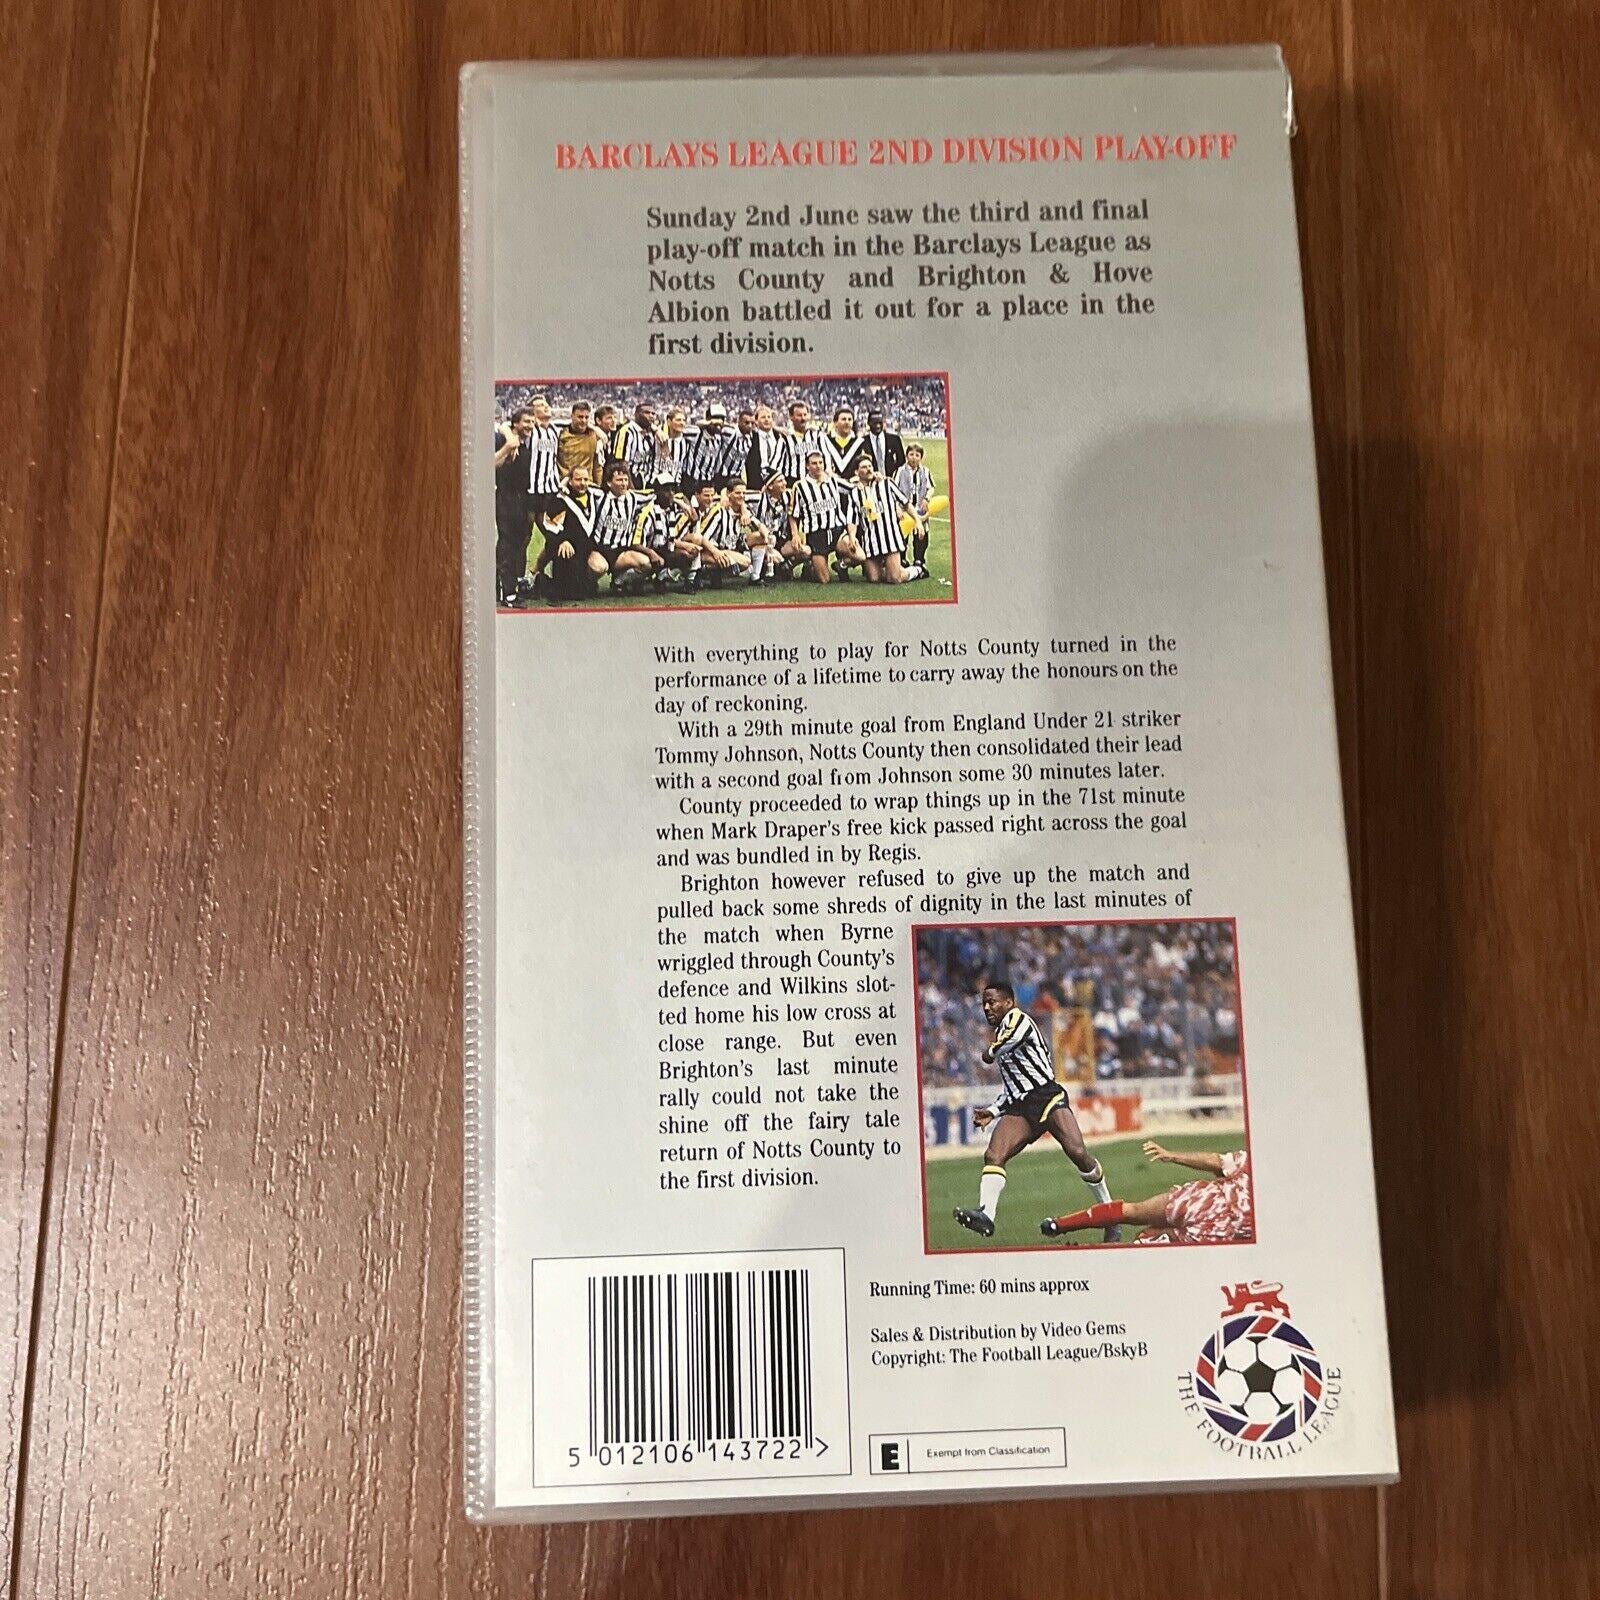 BARCLAYS LEAGUE 2ND DIVISION PLAY-OFF
Sunday 2nd June saw the third and final
play-off match in the Barclays League as
Notts County and Brighton & Hove
Albion battled it out for a place in the
first division.
With everything to play for Notts County turned in the
performance of a lifetime to carry away the honours on the
day of reckoning.
With a 29th minute goal from England Under 21 striker
Tommy Johnson, Notts County then consolidated their lead
with a second goal from Johnson some 30 minutes later.
County proceeded to wrap things up in the 71st minute
when Mark Draper's free kick passed right across the goal
and was bundled in by Regis.
Brighton however refused to give up the match and
pulled back some shreds of dignity in the last minutes of
the match when Byrne
wriggled through County's
defence and Wilkins slot-
ted home his low cross at
close range. But even
Brighton's last minute
rally could not take the
shine off the fairy tale
return of Notts County to
the first division.
Running Time: 60 mins approx
Sales & Distribution by Video Gems
Copyright: The Football League/BskyB
THE FOOTBALL LEAGUE
E Exempt from Classification
5 012106 143722 >